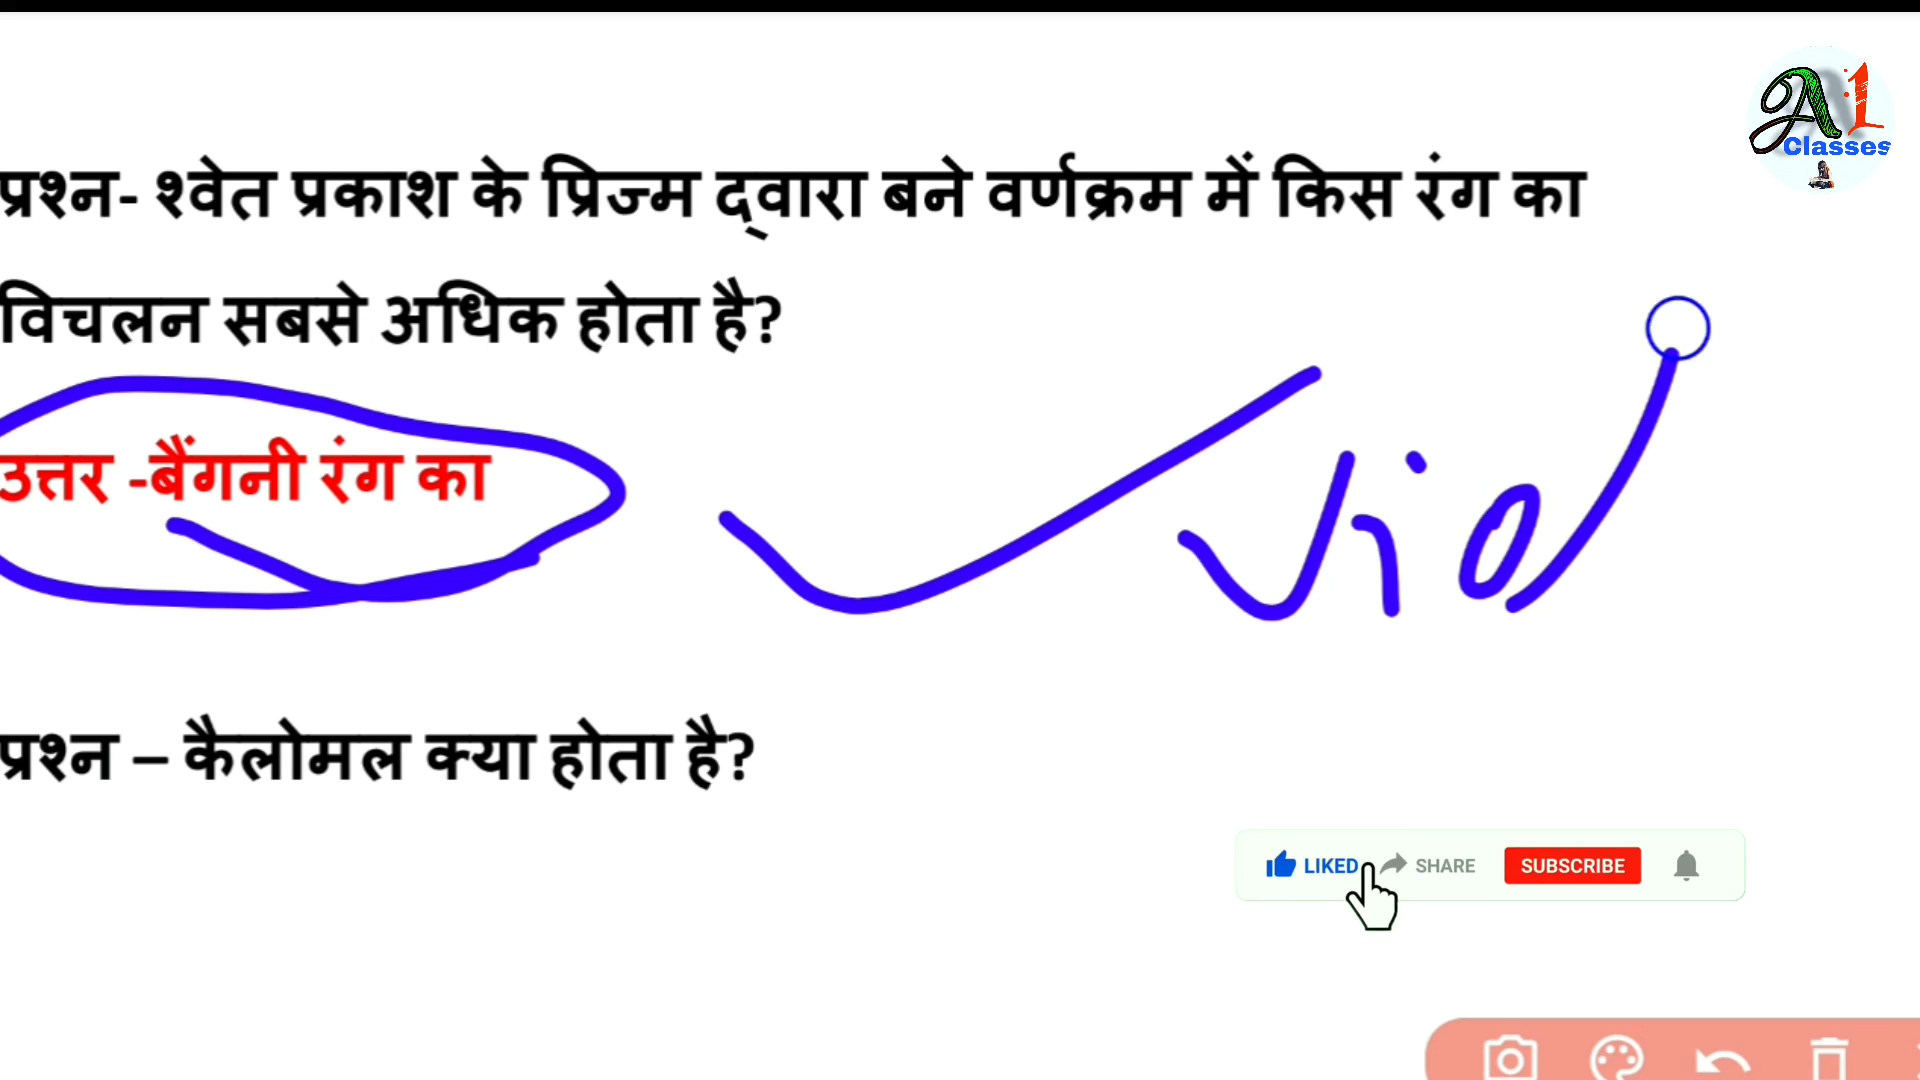 A1
Classes
प्रश्न- श्वेत प्रकाश के प्रिज्म द्वारा बने वर्णक्रम में किस रंग का
विचलन सबसे अधिक होता है?
उत्तर -बैंगनी रंग का
Vio
प्रश्न – कैलोमल क्या होता है?
LIKED SHARE SUBSCRIBE